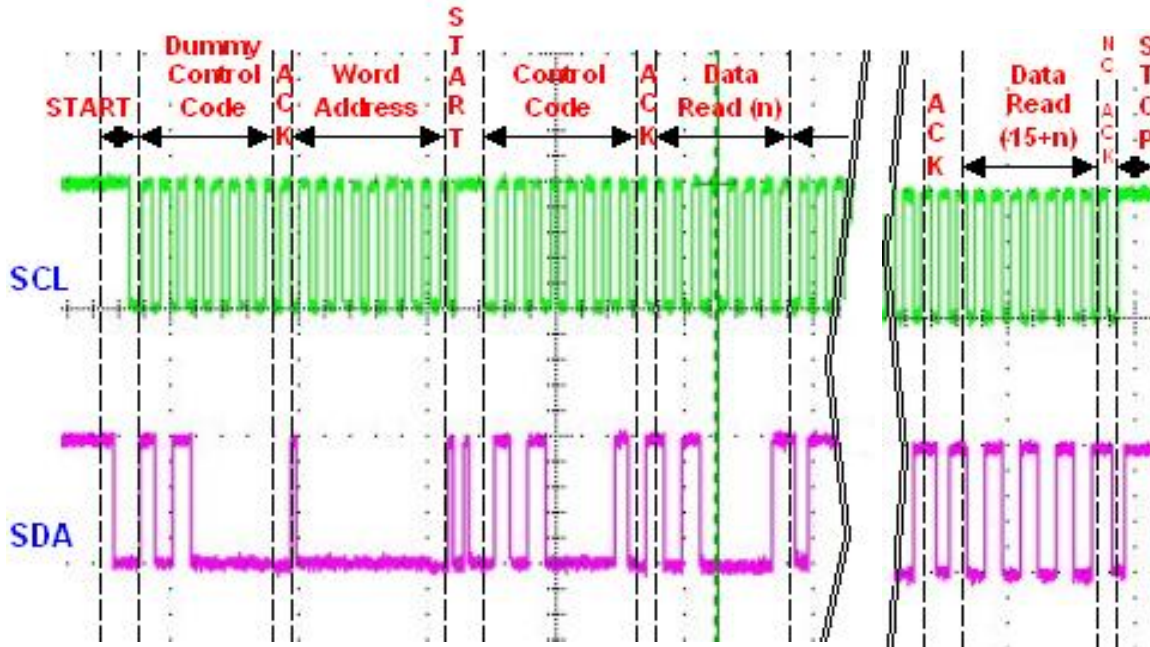 START
Dummy
Control
Code
A
C
K
Word
Address
S
T
A
R
T
Control
Code
A
C
K
Data
Read (n)
A
C
K
Data
Read
(15+n)
N
C
A
C
K
S
T
O
P
SCL
SDA